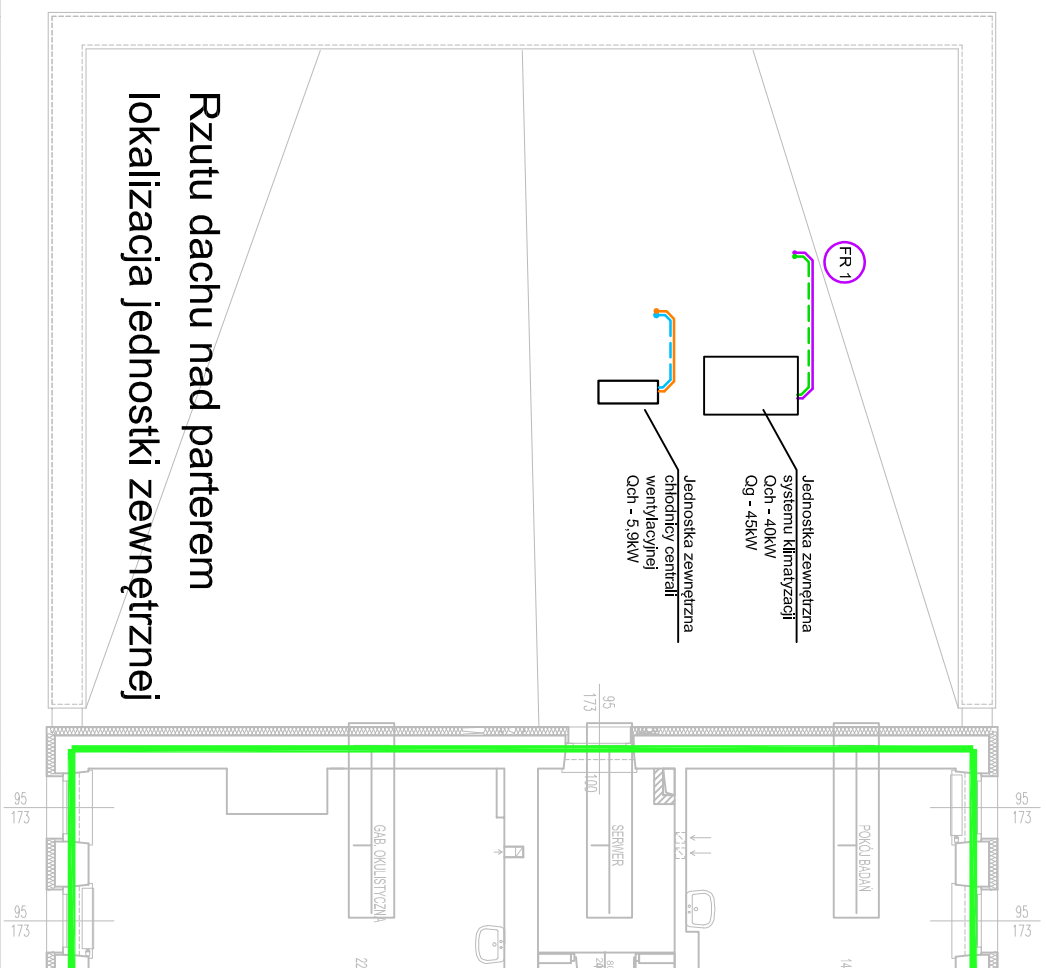 Rzutu dachu nad parterem
lokalizacja jednostki zewnętrznej
FR 1
Jednostka zewnętrzna
systemu klimatyzacji
Qch - 40kW
Qg - 45kW
Jednostka zewnętrzna
chłodnicy centrali
wentylacyjnej
Qch - 5,9kW
95
173
100
95
173
95
173
95
173
95
173
POKÓJ BADAŃ
SERWER
GAB. OKULISTYCZNA
14
22